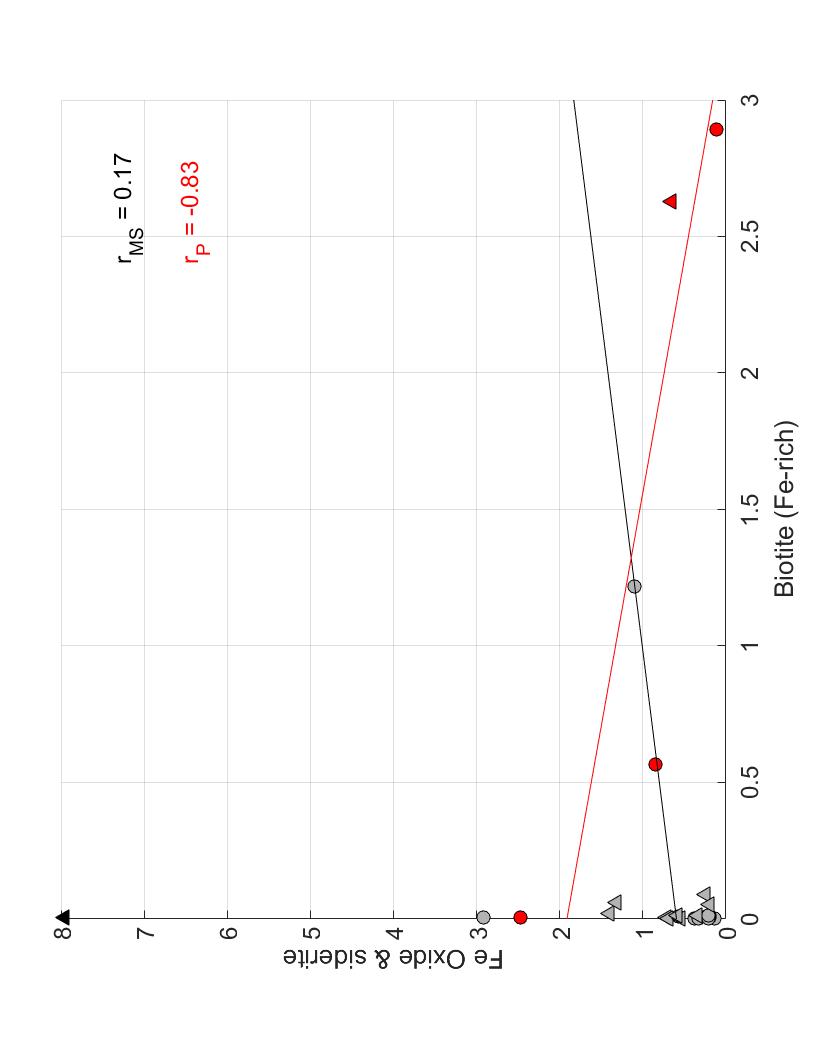 8
7
6
5
4
3
2
1
0
Fe Oxide & siderite
r_MS = 0.17
r_P = -0.83
0 0.5 1 1.5 2 2.5 3
Biotite (Fe-rich)